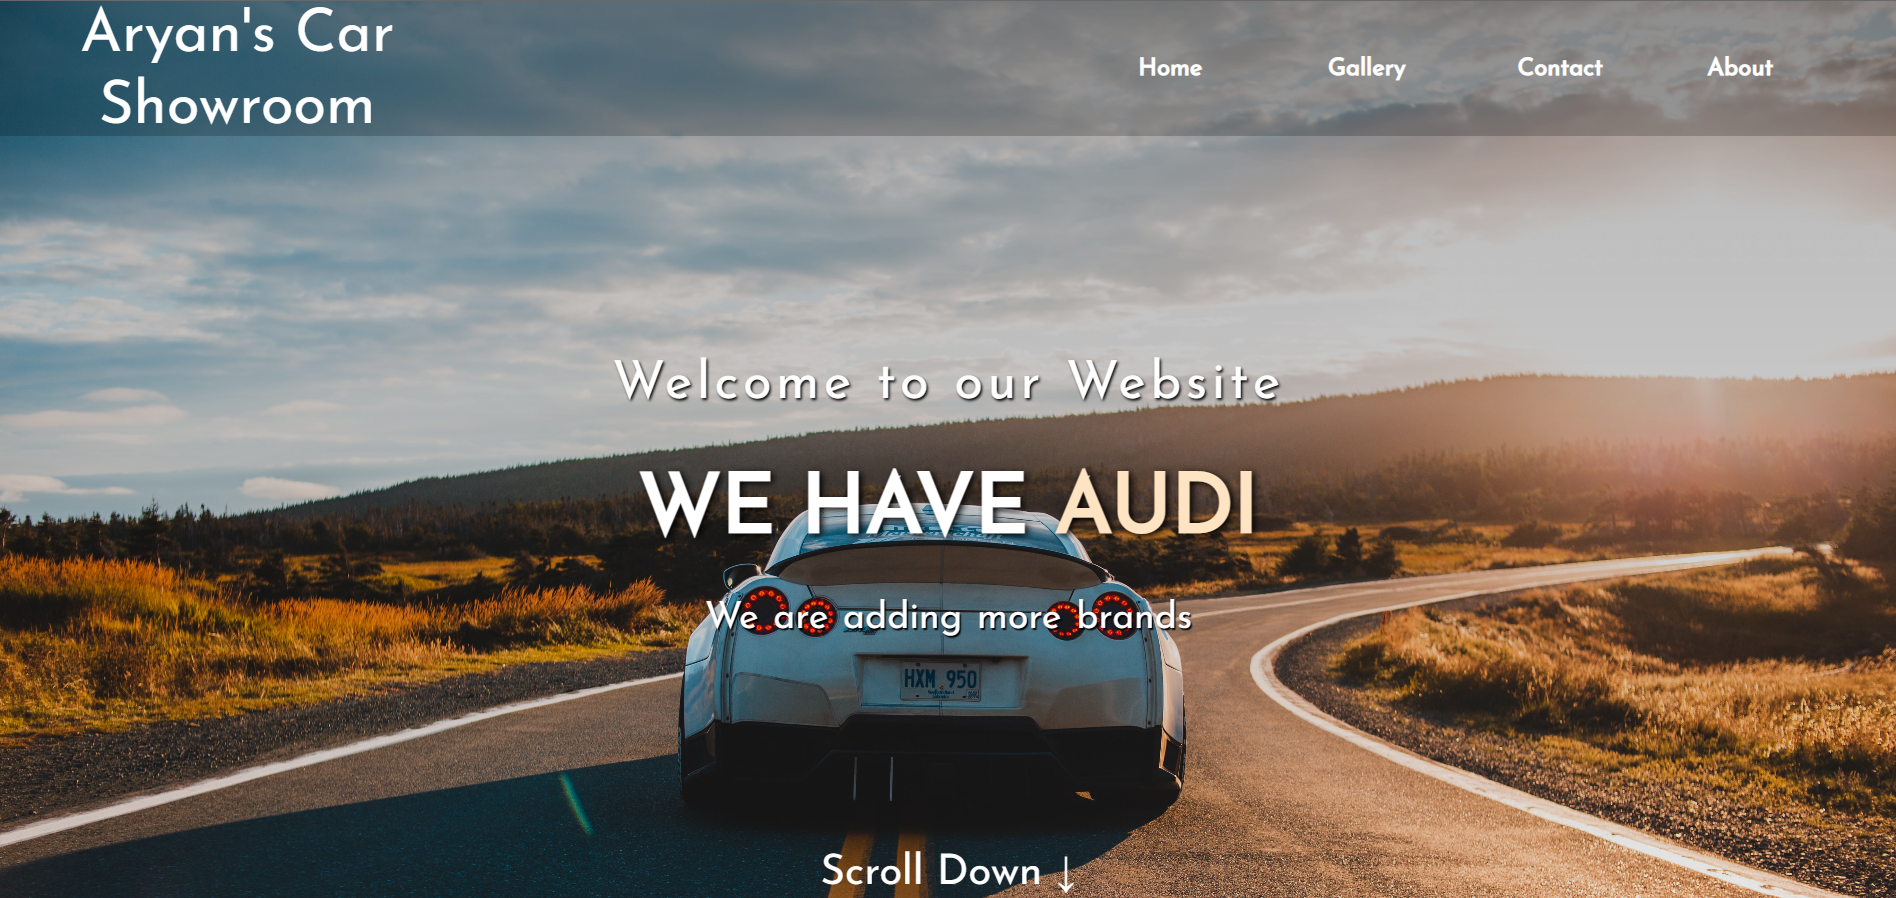 Aryan's Car
Showroom
Home Gallery Contact About
Welcome to our Website
WE HAVE AUDI
We are adding more brands
HXM 950
Scroll Down ↓